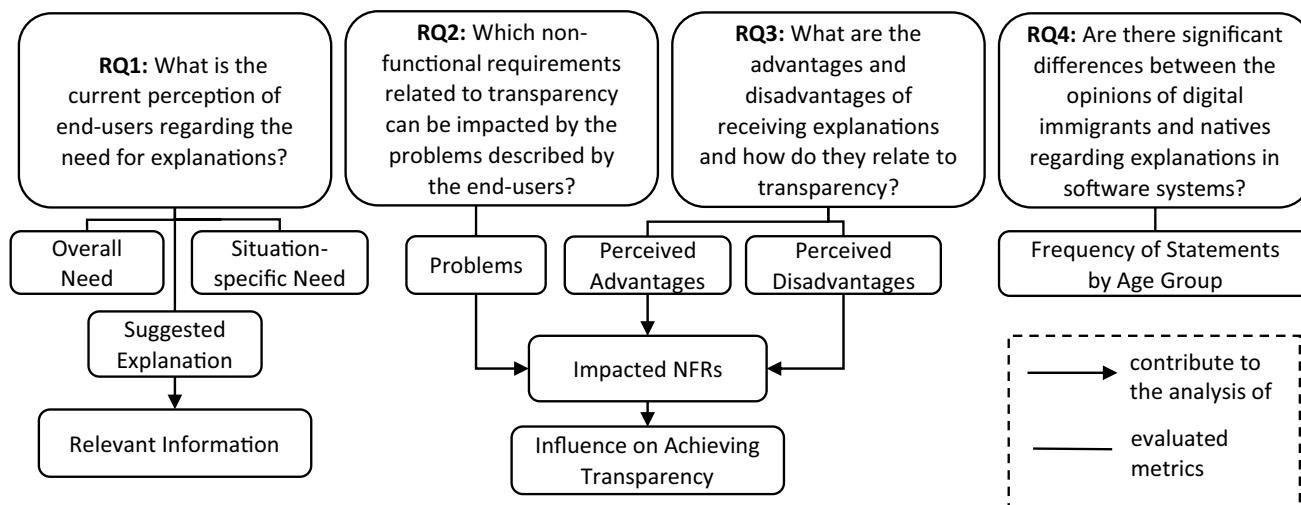 RQ1: What is the
current perception of
end-users regarding the
need for explanations?
RQ2: Which non-
functional requirements
related to transparency
can be impacted by the
problems described by
the end-users?
RQ3: What are the
advantages and
disadvantages of
receiving explanations
and how do they relate to
transparency?
RQ4: Are there significant
differences between the
opinions of digital
immigrants and natives
regarding explanations in
software systems?
Overall
Need
Situation-
specific Need
Suggested
Explanation
Relevant Information
Problems
Perceived
Advantages
Perceived
Disadvantages
Impacted NFRs
Influence on Achieving
Transparency
Frequency of Statements
by Age Group
contribute to
the analysis of
evaluated
metrics